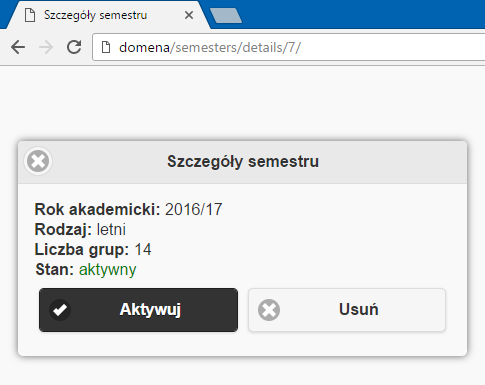 Szczegóły semestru
domena/semesters/details/7/
Szczegóły semestru
Rok akademicki: 2016/17
Rodzaj: letni
Liczba grup: 14
Stan: aktywny
Aktywuj
Usuń